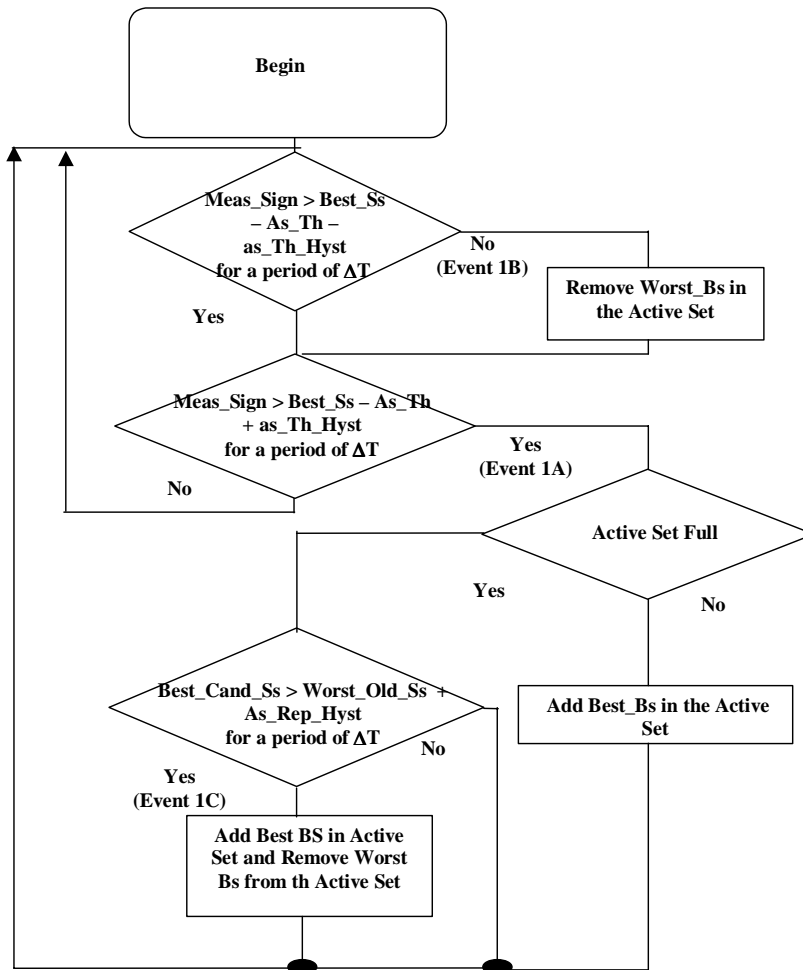 Begin
Meas_Sign > Best_Ss
– As_Th –
as_Th_Hyst
for a period of ΔT
No
(Event 1B)
Remove Worst_Bs in
the Active Set
Yes
Meas_Sign > Best_Ss – As_Th
+ as_Th_Hyst
for a period of ΔT
Yes
(Event 1A)
No
Active Set Full
Yes
No
Best_Cand_Ss > Worst_Old_Ss +
As_Rep_Hyst
for a period of ΔT
No
Add Best_Bs in the Active
Set
Yes
(Event 1C)
Add Best BS in Active
Set and Remove Worst
Bs from th Active Set